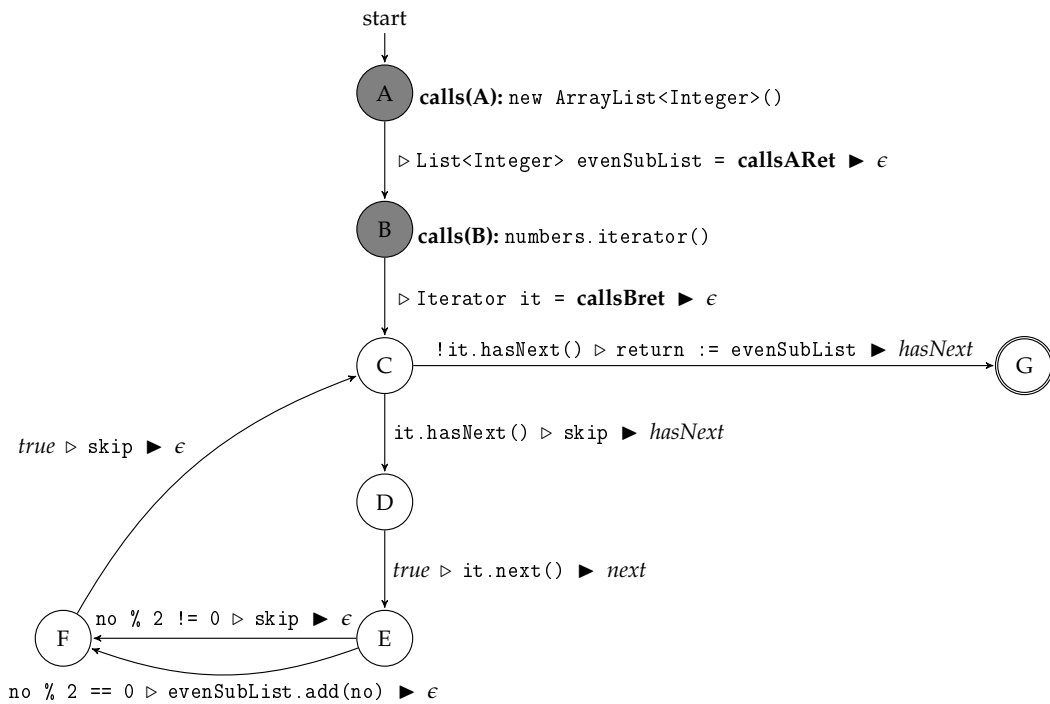 start
A
calls(A): new ArrayList<Integer>()
▷ List<Integer> evenSubList = callsARet ▶ ϵ
B
calls(B): numbers.iterator()
▷ Iterator it = callsBret ▶ ϵ
!it.hasNext() ▷ return := evenSubList ▶ hasNext
C
G
it.hasNext() ▷ skip ▶ hasNext
true ▷ skip ▶ ϵ
D
true ▷ it.next() ▶ next
no % 2 != 0 ▷ skip ▶ ϵ
F
E
no % 2 == 0 ▷ evenSubList.add(no) ▶ ϵ